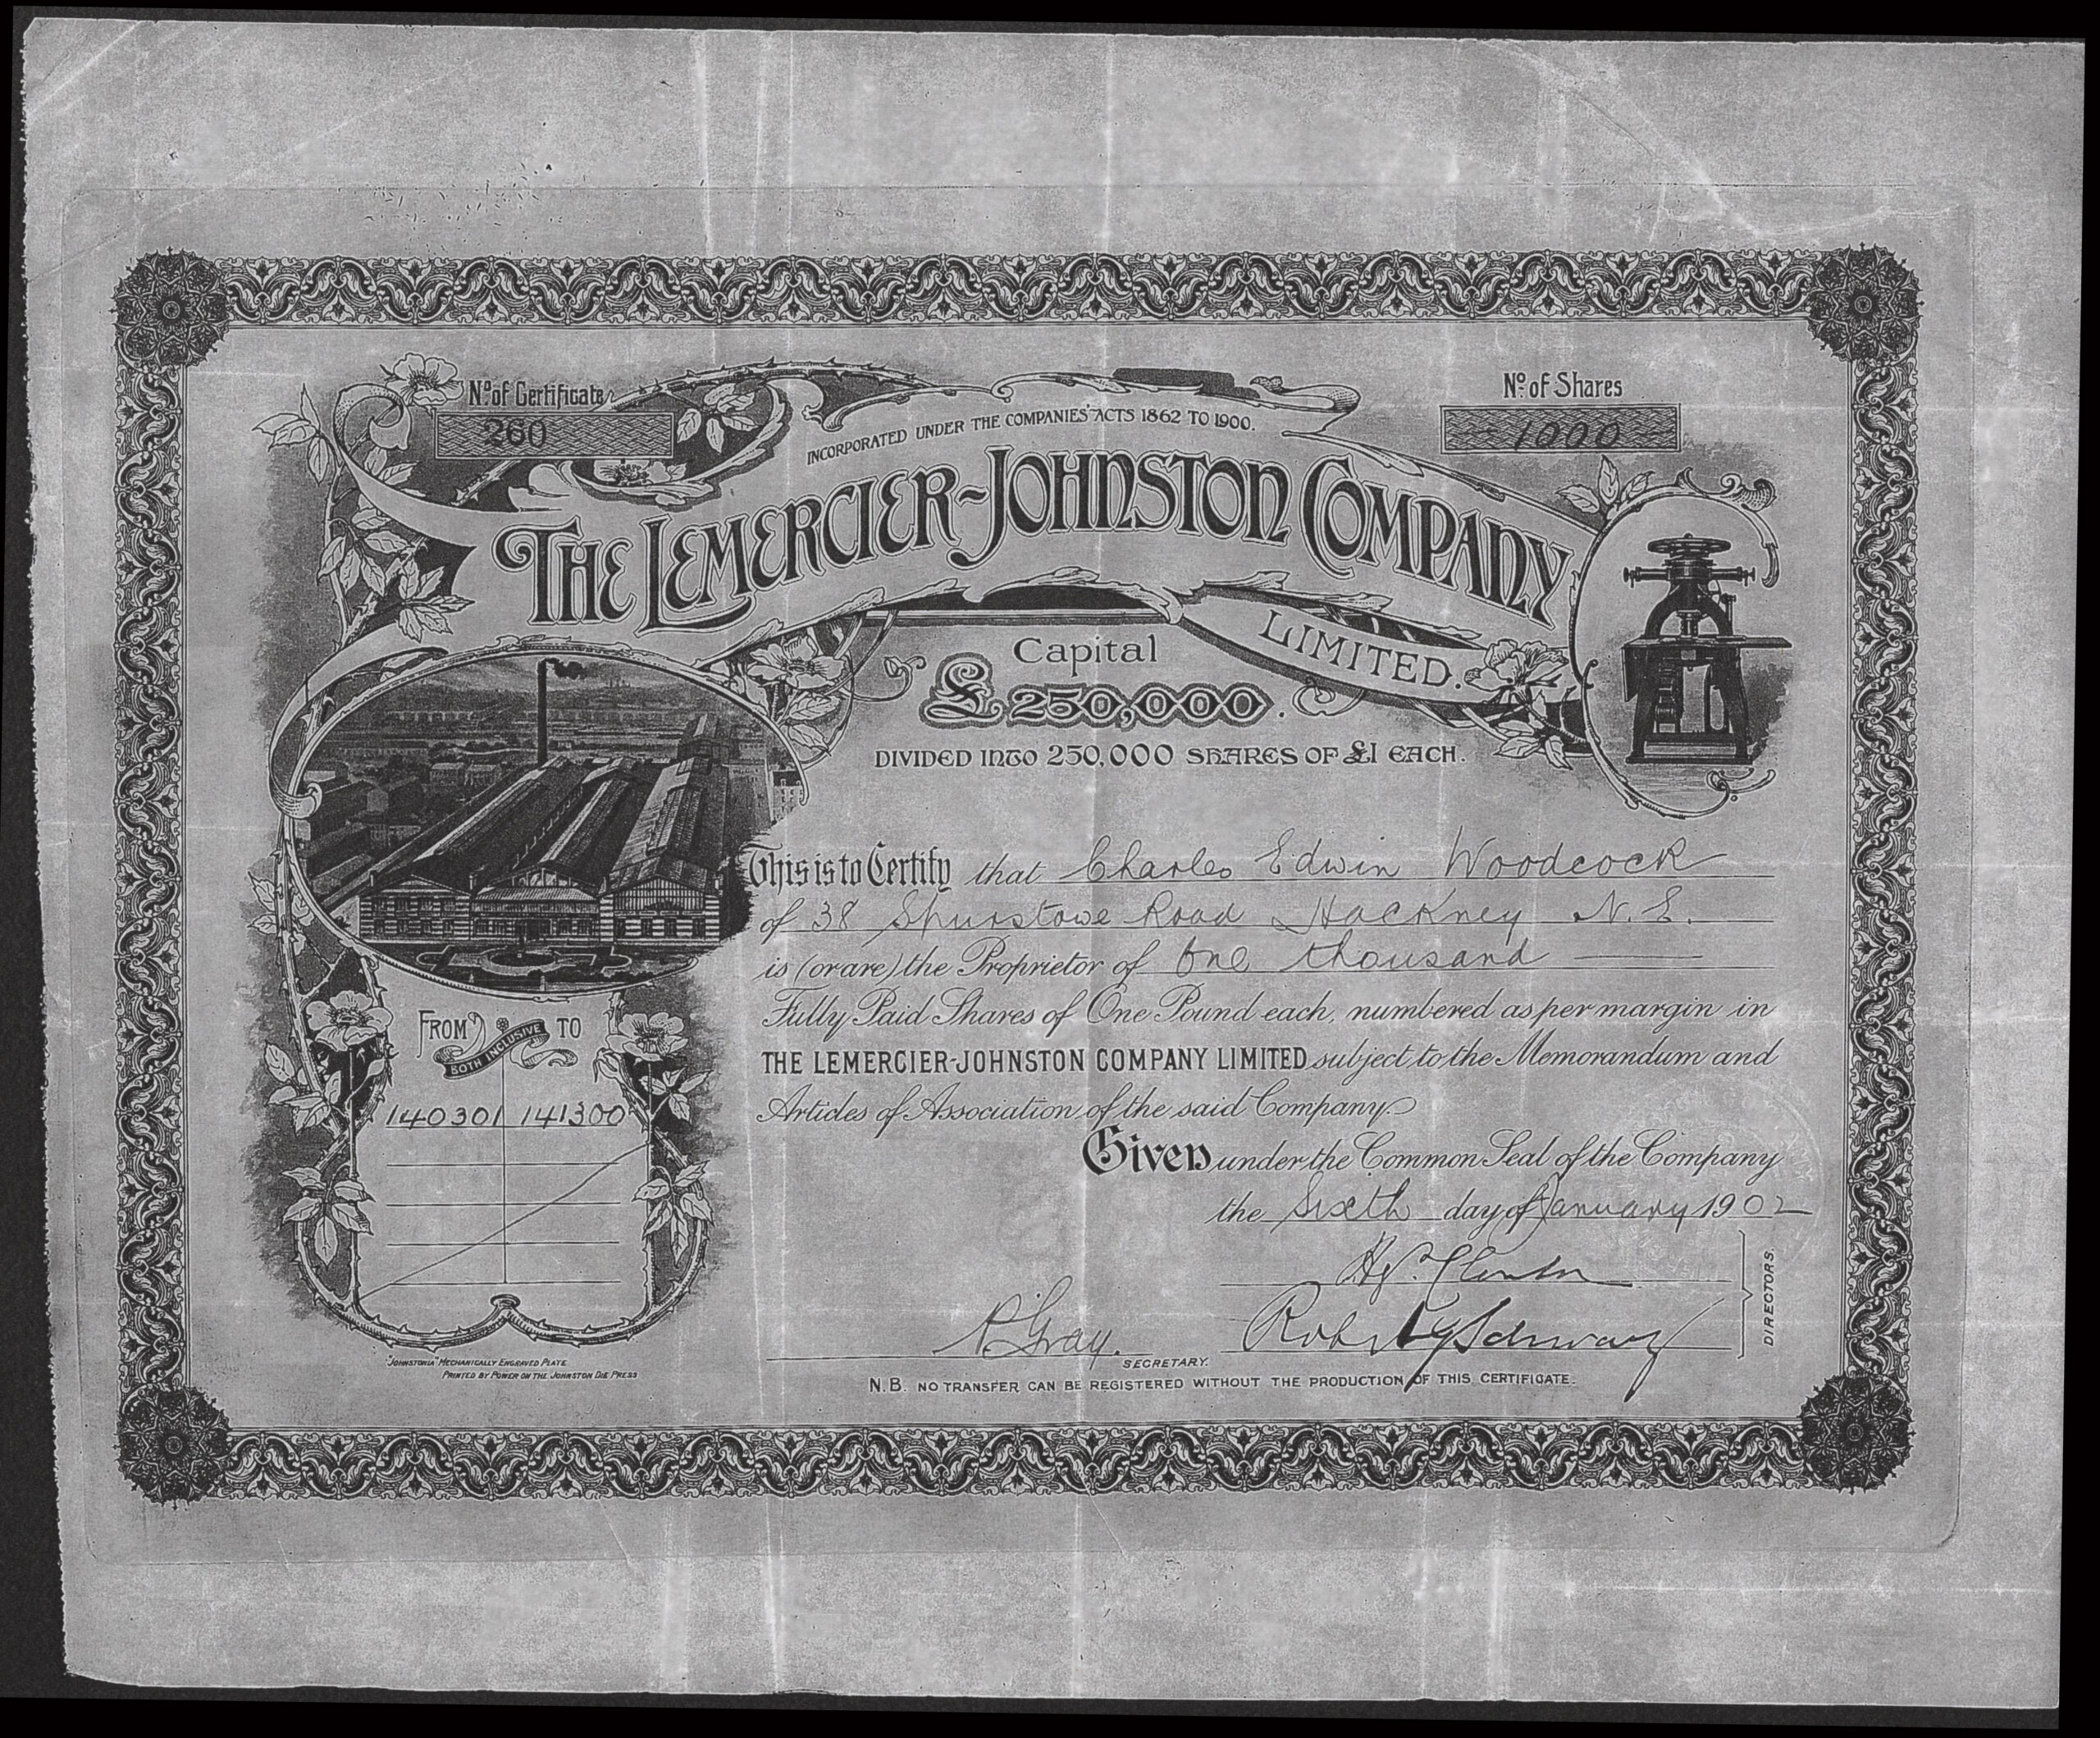 No. of Certificate
260
No. of Shares
1000
INCORPORATED UNDER THE COMPANIES' ACTS 1862 TO 1900.
THE LEMERCIER-JOHNSTON COMPANY
LIMITED.
Capital
£250,000.
DIVIDED INTO 250,000 SHARES OF £1 EACH.
This is to Certify that Charles Edwin Woodcock
of 38 Spurstowe Road Hackney N.E.
is (or are) the Proprietor of One thousand
Fully Paid Shares of One Pound each, numbered as per margin in
THE LEMERCIER-JOHNSTON COMPANY LIMITED subject to the Memorandum and
Articles of Association of the said Company.
FROM BOTH INCLUSIVE TO
140301 141300
Given under the Common Seal of the Company
the Sixth day of January 1902
DIRECTORS.
P. Gray.
SECRETARY.
"JOHNSTONIA" MECHANICALLY ENGRAVED PLATE
PRINTED BY POWER ON THE JOHNSTON DIE PRESS
N.B. NO TRANSFER CAN BE REGISTERED WITHOUT THE PRODUCTION OF THIS CERTIFICATE.